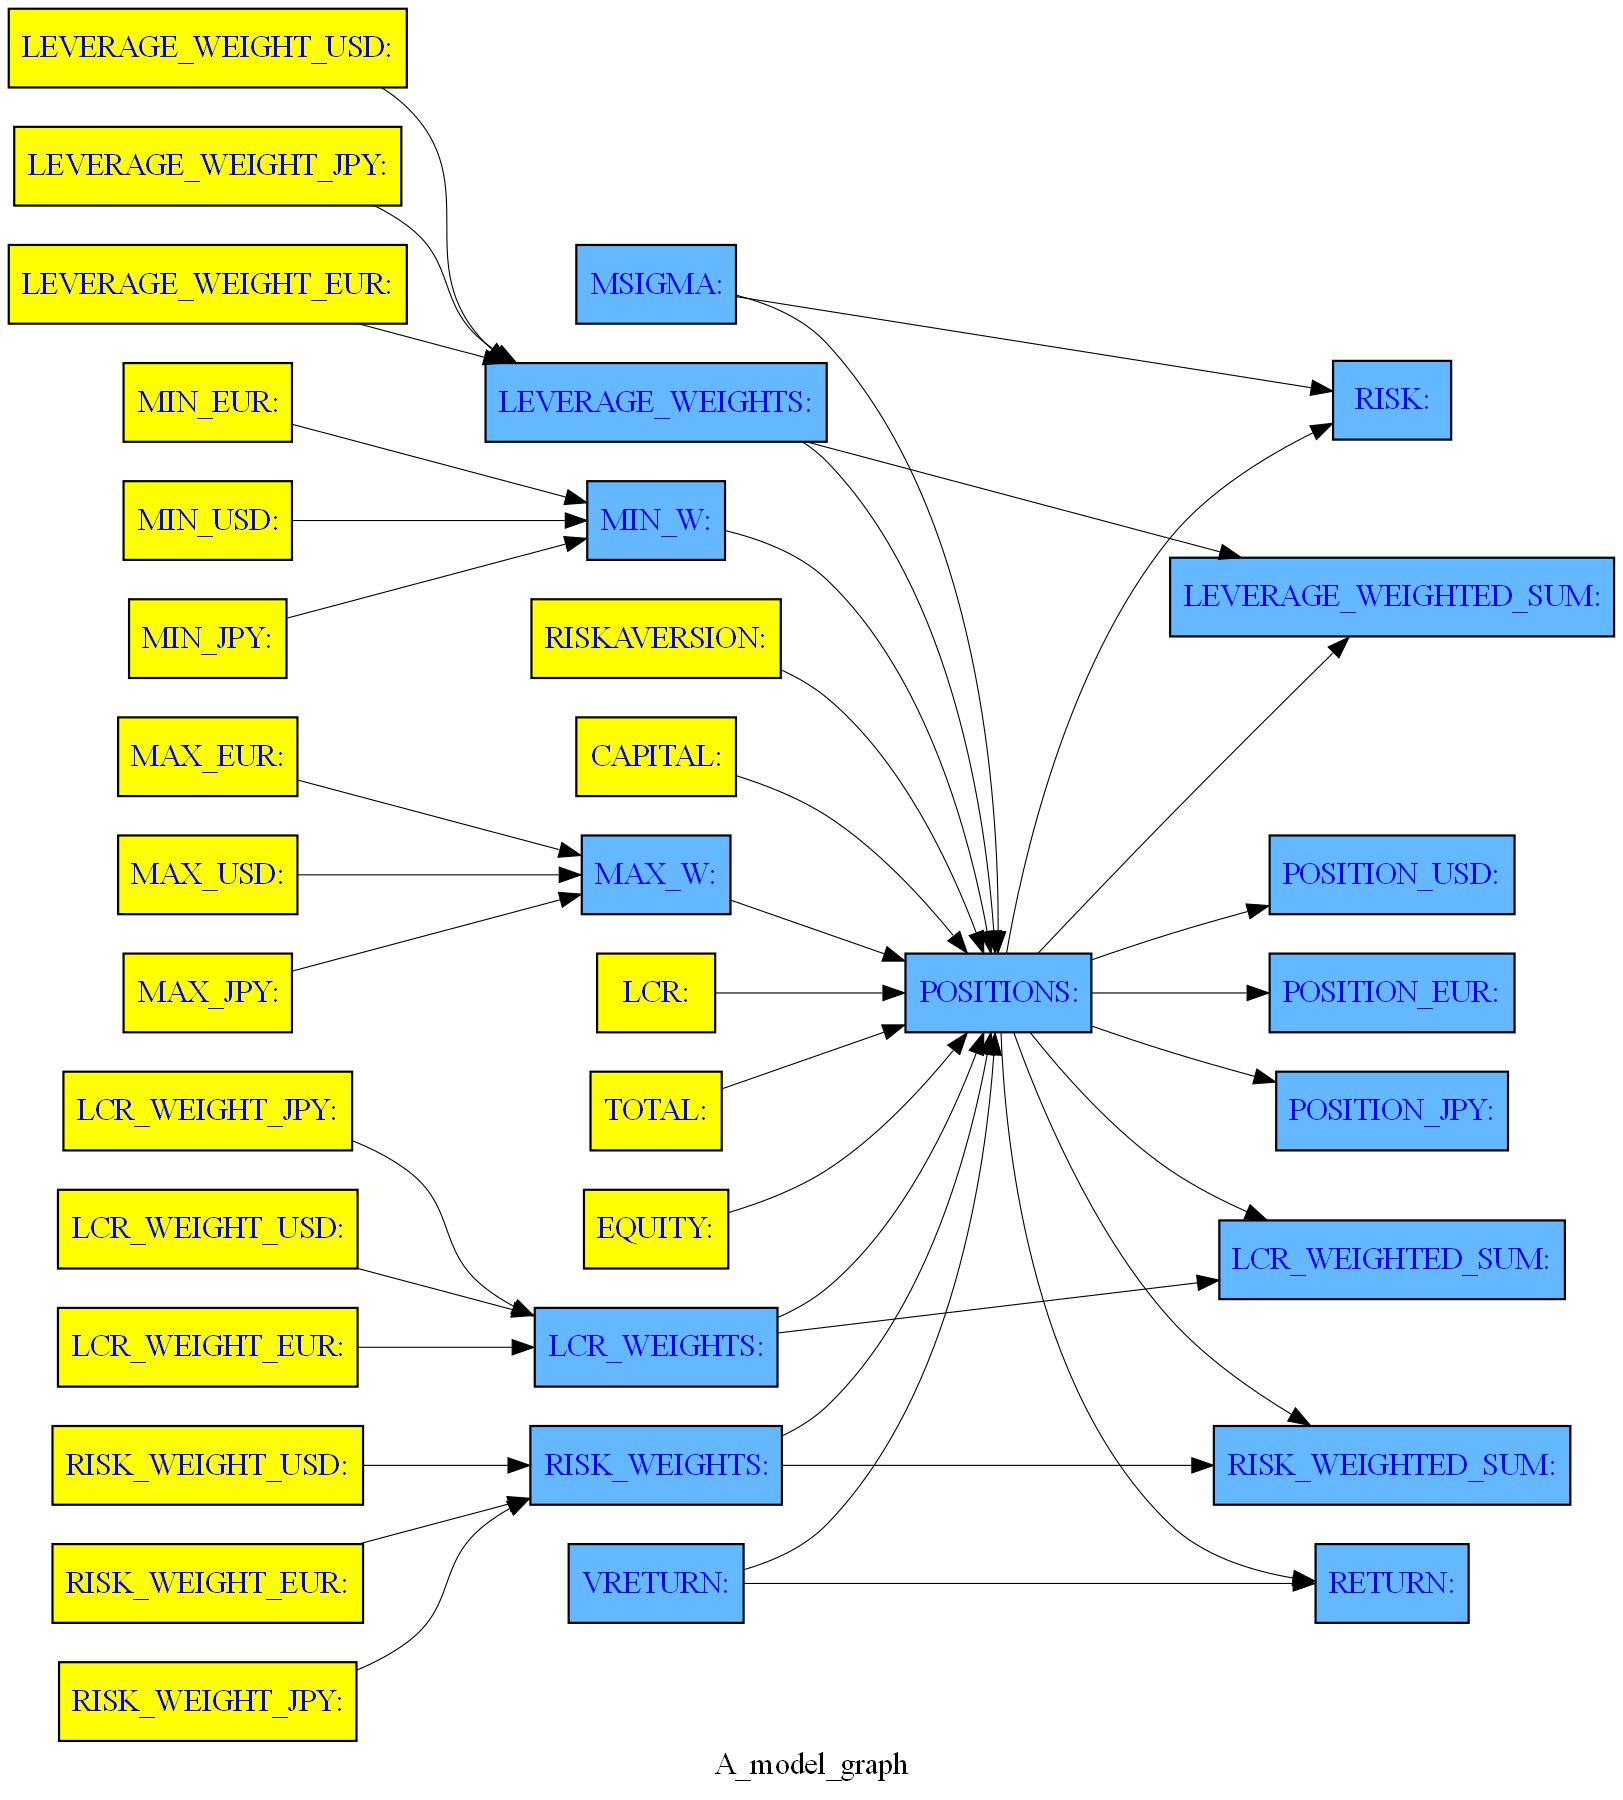 LEVERAGE_WEIGHT_USD:
LEVERAGE_WEIGHT_JPY:
LEVERAGE_WEIGHT_EUR:
MIN_EUR:
MIN_USD:
MIN_JPY:
MAX_EUR:
MAX_USD:
MAX_JPY:
LCR_WEIGHT_JPY:
LCR_WEIGHT_USD:
LCR_WEIGHT_EUR:
RISK_WEIGHT_USD:
RISK_WEIGHT_EUR:
RISK_WEIGHT_JPY:
MSIGMA:
LEVERAGE_WEIGHTS:
MIN_W:
RISKAVERSION:
CAPITAL:
MAX_W:
LCR:
TOTAL:
EQUITY:
LCR_WEIGHTS:
RISK_WEIGHTS:
VRETURN:
POSITIONS:
RISK:
LEVERAGE_WEIGHTED_SUM:
POSITION_USD:
POSITION_EUR:
POSITION_JPY:
LCR_WEIGHTED_SUM:
RISK_WEIGHTED_SUM:
RETURN:
A_model_graph